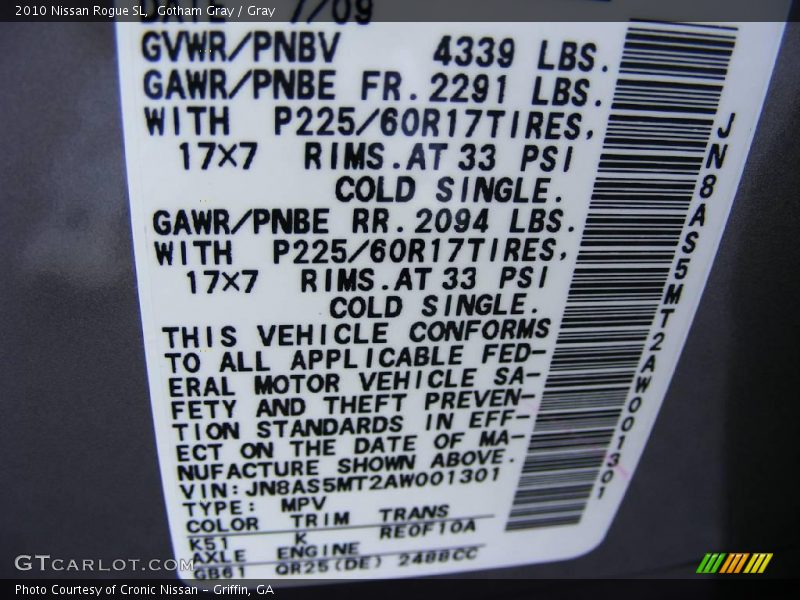 2010 Nissan Rogue SL, Gotham Gray / Gray
DATE 7/09
GVWR/PNBV 4339 LBS.
GAWR/PNBE FR. 2291 LBS.
WITH P225/60R17TIRES,
17×7 RIMS.AT 33 PSI
COLD SINGLE.
GAWR/PNBE RR. 2094 LBS.
WITH P225/60R17TIRES,
17×7 RIMS.AT 33 PSI
COLD SINGLE.
THIS VEHICLE CONFORMS
TO ALL APPLICABLE FED-
ERAL MOTOR VEHICLE SA-
FETY AND THEFT PREVEN-
TION STANDARDS IN EFF-
ECT ON THE DATE OF MA-
NUFACTURE SHOWN ABOVE.
VIN:JN8AS5MT2AW001301
TYPE: MPV
COLOR TRIM TRANS
K51 K RE0F10A
AXLE ENGINE
GB61 QR25(DE) 2488CC
JN8AS5MT2AW001301
GTCARLOT.COM
Photo Courtesy of Cronic Nissan - Griffin, GA